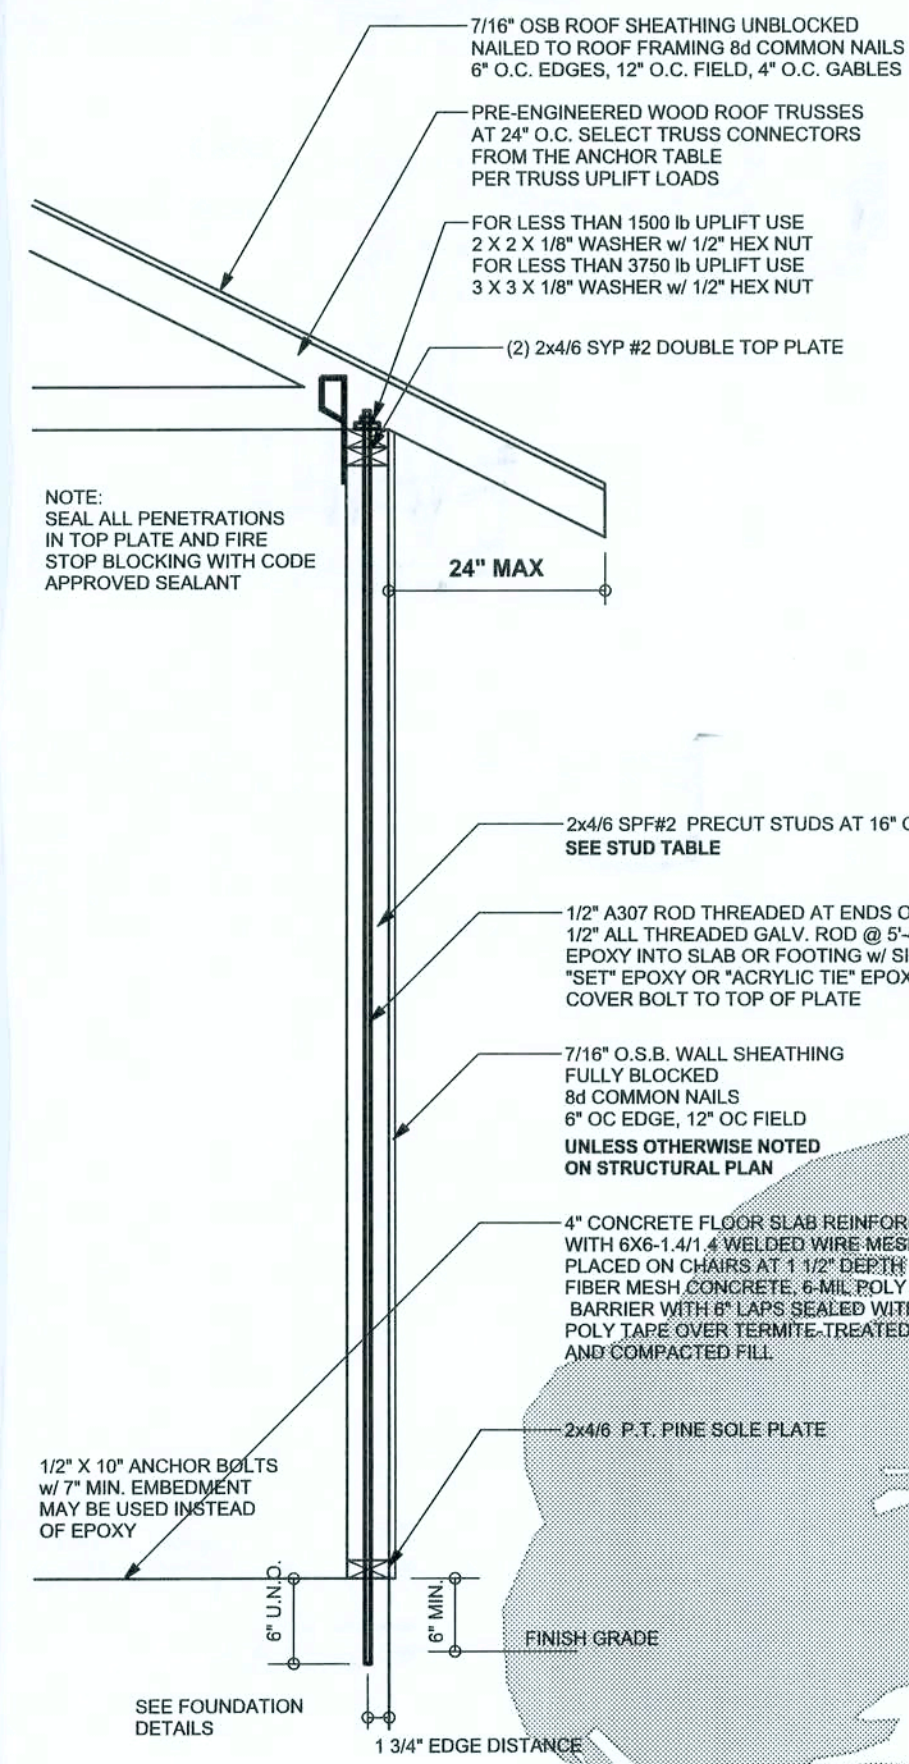 7/16" OSB ROOF SHEATHING UNBLOCKED
NAILED TO ROOF FRAMING 8d COMMON NAILS
6" O.C. EDGES, 12" O.C. FIELD, 4" O.C. GABLES
PRE-ENGINEERED WOOD ROOF TRUSSES
AT 24" O.C. SELECT TRUSS CONNECTORS
FROM THE ANCHOR TABLE
PER TRUSS UPLIFT LOADS
FOR LESS THAN 1500 lb UPLIFT USE
2 X 2 X 1/8" WASHER w/ 1/2" HEX NUT
FOR LESS THAN 3750 lb UPLIFT USE
3 X 3 X 1/8" WASHER w/ 1/2" HEX NUT
(2) 2x4/6 SYP #2 DOUBLE TOP PLATE
NOTE:
SEAL ALL PENETRATIONS
IN TOP PLATE AND FIRE
STOP BLOCKING WITH CODE
APPROVED SEALANT
24" MAX
2x4/6 SPF#2 PRECUT STUDS AT 16"
SEE STUD TABLE
1/2" A307 ROD THREADED AT ENDS
1/2" ALL THREADED GALV. ROD @ 5'-
EPOXY INTO SLAB OR FOOTING w/
"SET" EPOXY OR "ACRYLIC TIE"
COVER BOLT TO TOP OF PLATE
7/16" O.S.B. WALL SHEATHING
FULLY BLOCKED
8d COMMON NAILS
6" OC EDGE, 12" OC FIELD
UNLESS OTHERWISE NOTED
ON STRUCTURAL PLAN
4" CONCRETE FLOOR SLAB
WITH 6X6-1.4/1.4 WELDED WIRE
PLACED ON CHAIRS AT 1 1/2" DEPTH
FIBER MESH CONCRETE, 6-MIL POLY
BARRIER WITH 6" LAPS SEALED
POLY TAPE OVER TERMITE-TREATED
AND COMPACTED FILL
2x4/6 P.T. PINE SOLE PLATE
1/2" X 10" ANCHOR BOLTS
w/ 7" MIN. EMBEDMENT
MAY BE USED INSTEAD
OF EPOXY
6" U.N.O.
6" MIN.
FINISH GRADE
SEE FOUNDATION
DETAILS
1 3/4" EDGE DISTANCE